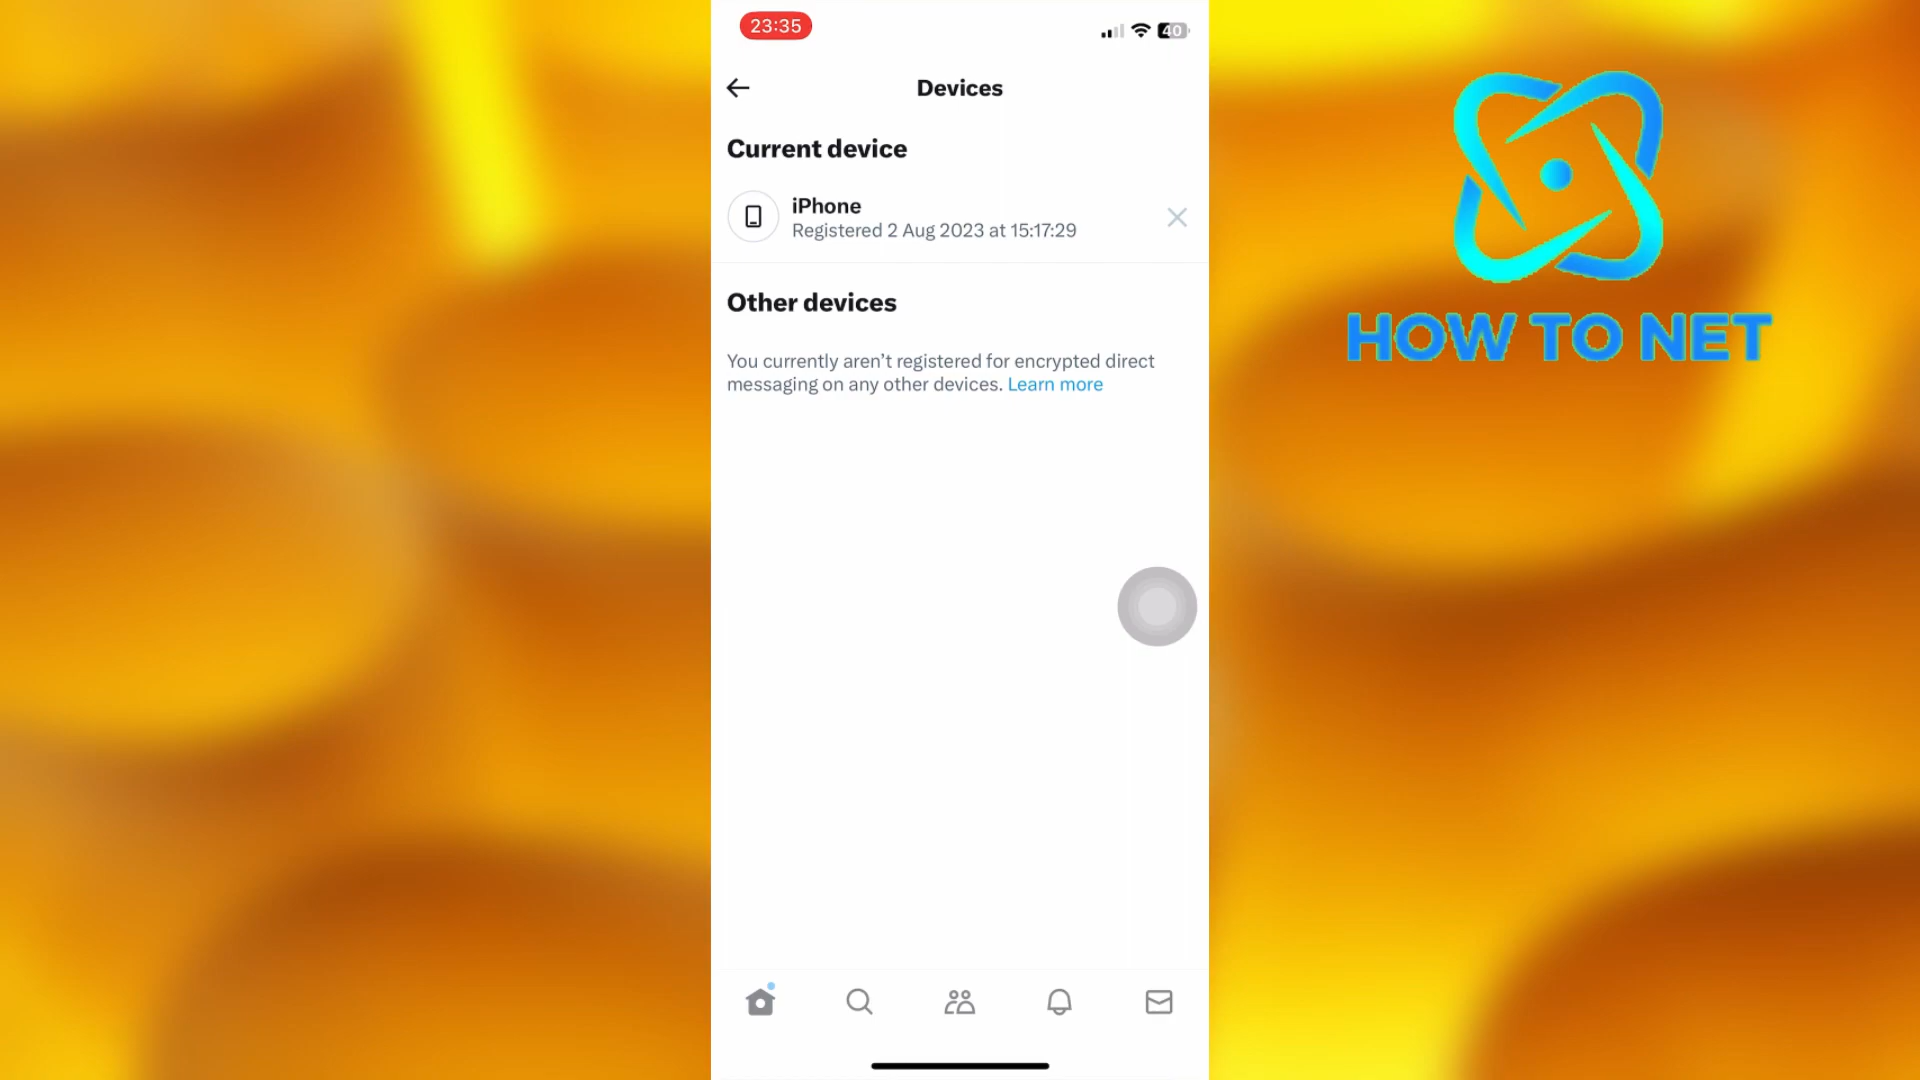 23:35
40
Devices
Current device
iPhone
Registered 2 Aug 2023 at 15:17:29
Other devices
You currently aren't registered for encrypted direct
messaging on any other devices. Learn more
HOW TO NET